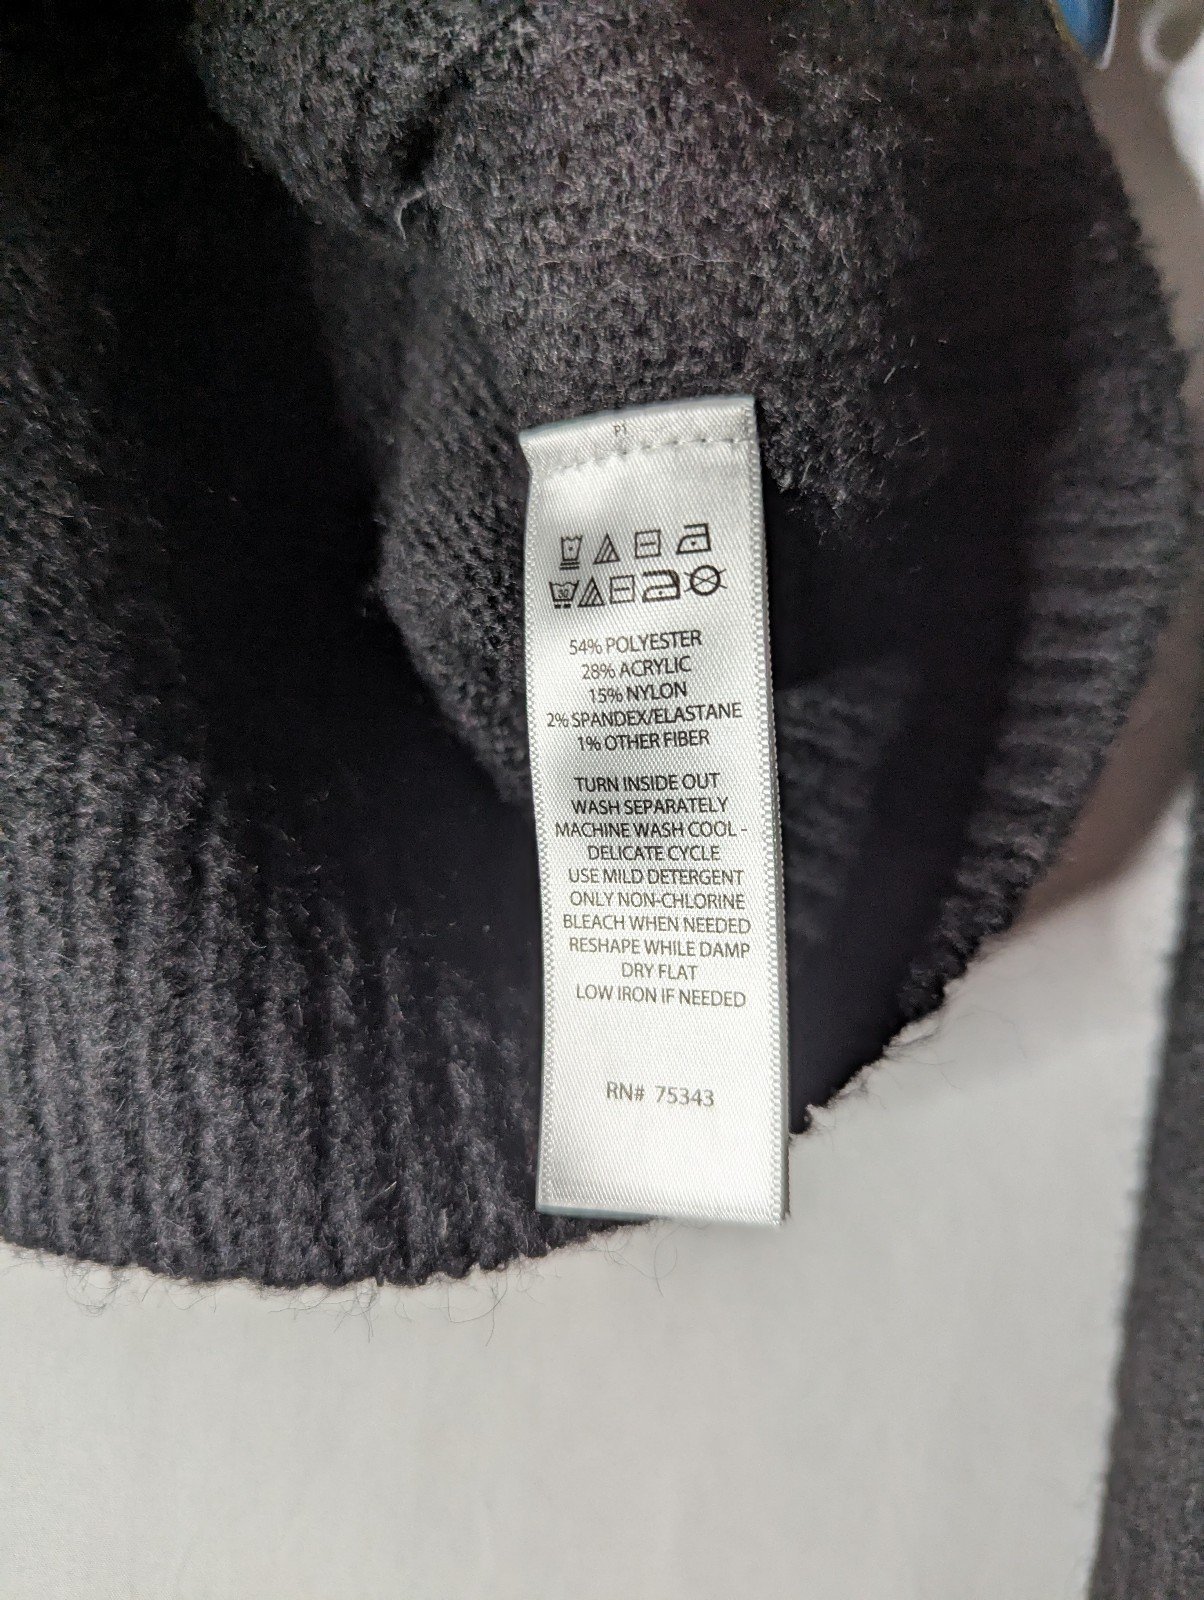 P1
30
54% POLYESTER
28% ACRYLIC
15% NYLON
2% SPANDEX/ELASTANE
1% OTHER FIBER
TURN INSIDE OUT
WASH SEPARATELY
MACHINE WASH COOL -
DELICATE CYCLE
USE MILD DETERGENT
ONLY NON-CHLORINE
BLEACH WHEN NEEDED
RESHAPE WHILE DAMP
DRY FLAT
LOW IRON IF NEEDED
RN# 75343